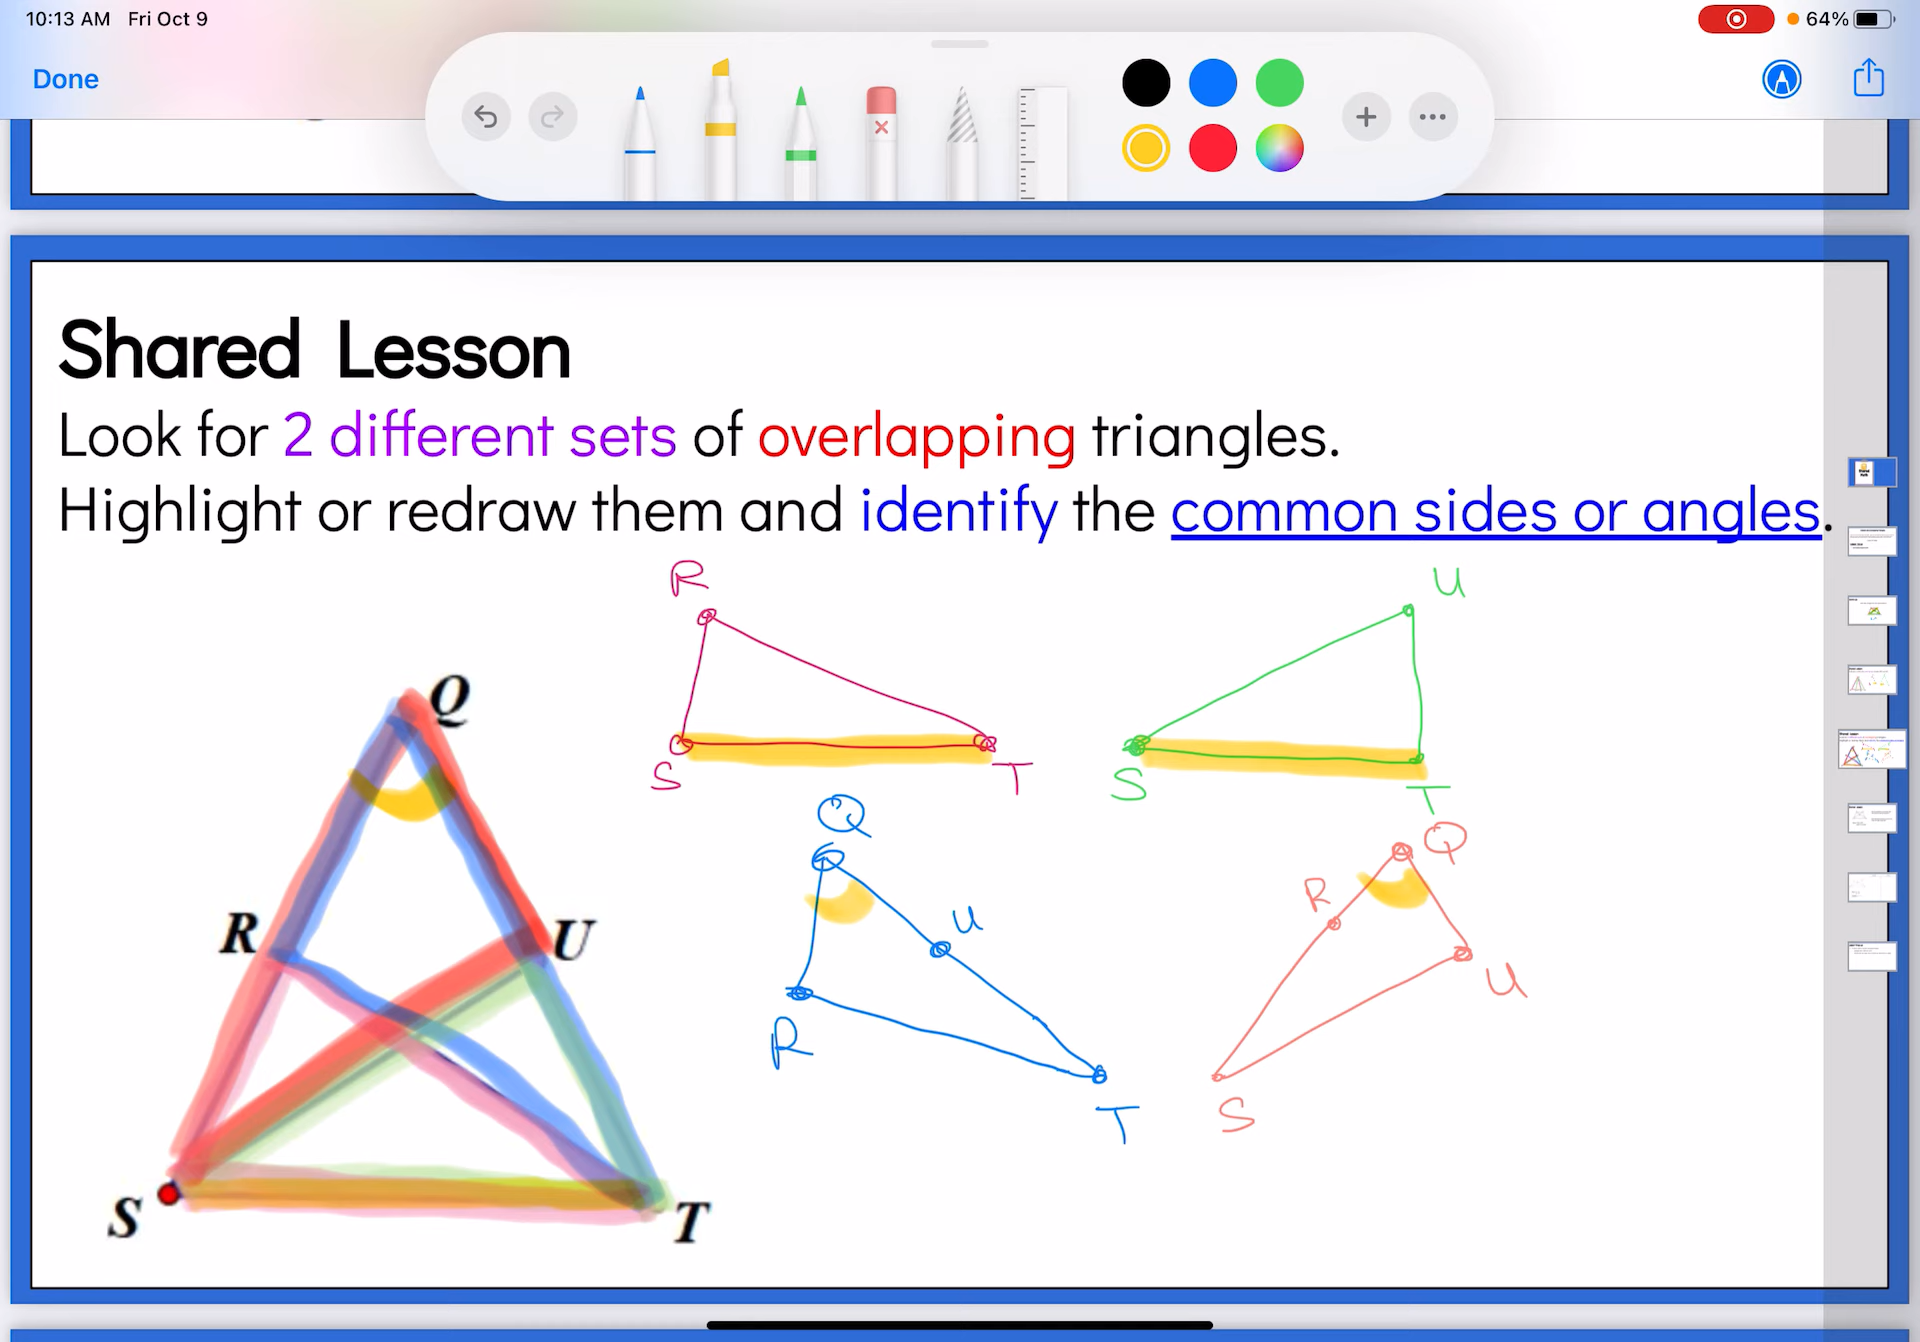 10:13 AM Fri Oct 9
64%
Done
Shared Lesson
Look for 2 different sets of overlapping triangles.
Highlight or redraw them and identify the common sides or angles.
R
U
S
T
S
T
Q
Q
Q
R
U
R
U
R
U
T
S
S
T